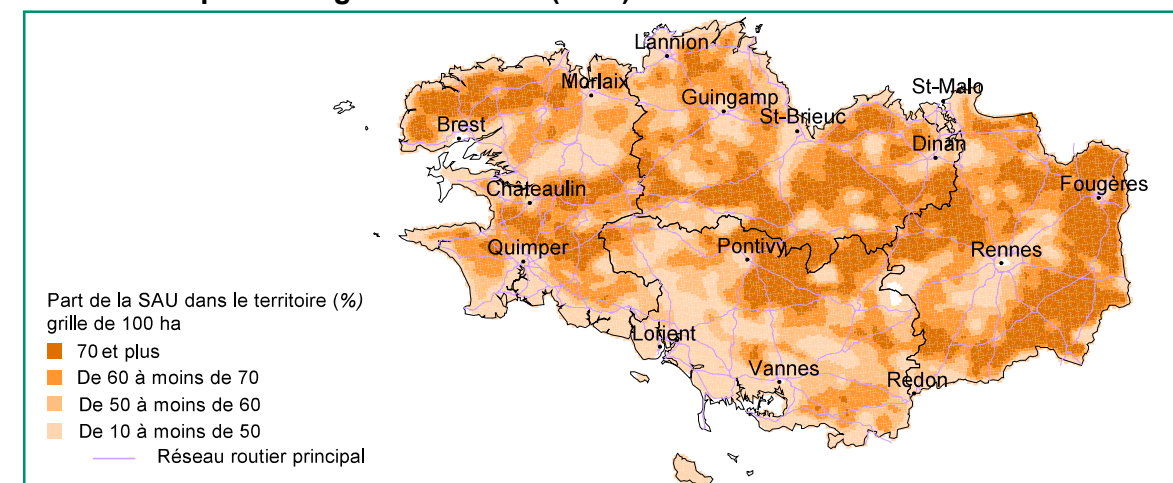 Lannion
Morlaix
Guingamp
St-Malo
St-Brieuc
Brest
Dinan
Châteaulin
Fougères
Quimper
Pontivy
Rennes
Part de la SAU dans le territoire (%)
grille de 100 ha
70 et plus
De 60 à moins de 70
De 50 à moins de 60
De 10 à moins de 50
Réseau routier principal
Lorient
Vannes
Redon